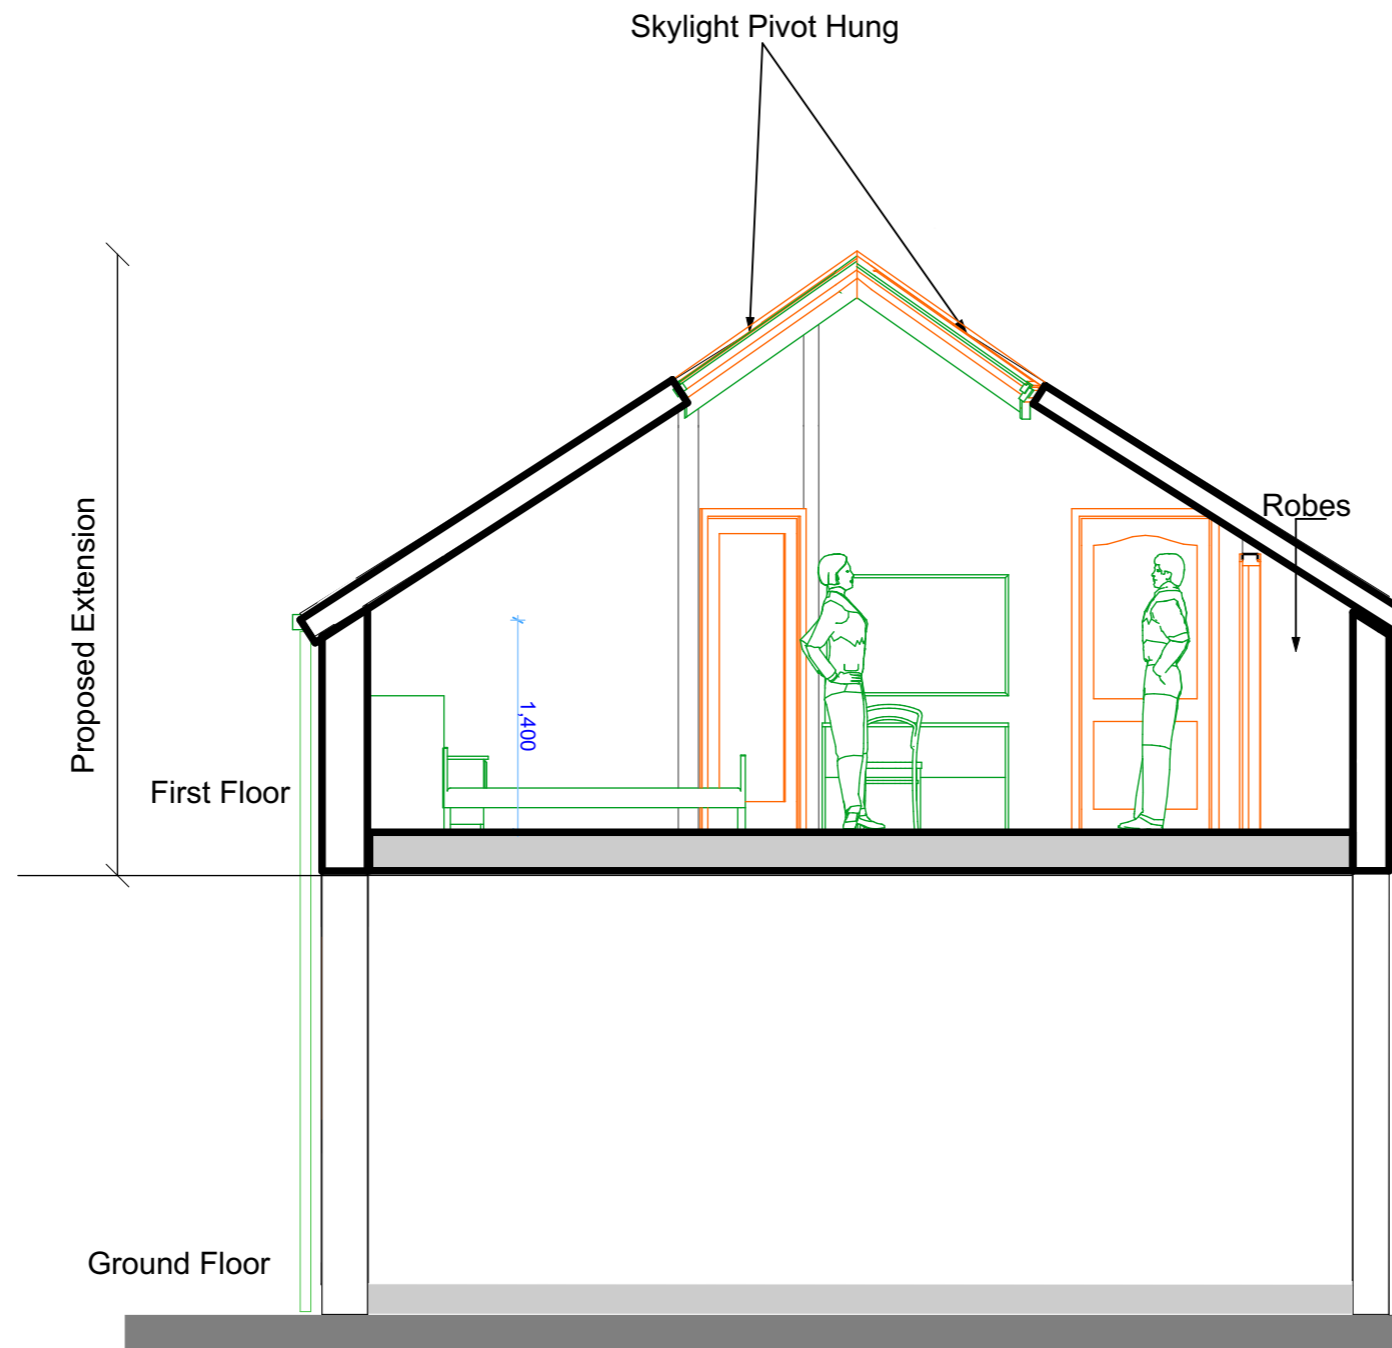 Skylight Pivot Hung
Robes
Proposed Extension
1,400
First Floor
Ground Floor